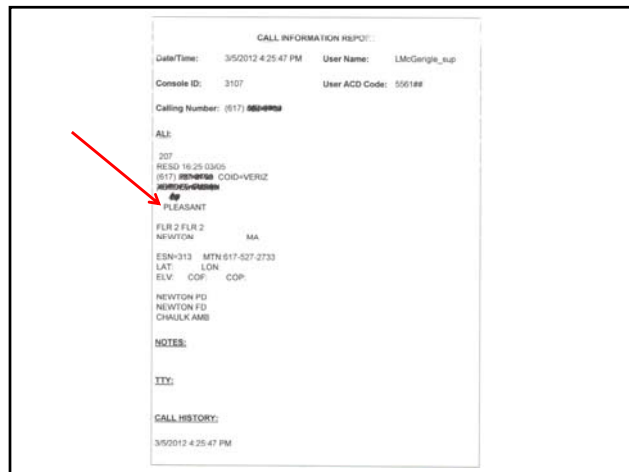 CALL INFORMATION REPO
Date/Time: 3/5/2012 4:25:47 PM User Name: LMcGarigle_sup
Console ID: 3107 User ACD Code: 5561##
Calling Number: (617)
ALI:
207
RESD 16:25 03/05
(617) COID=VERIZ
PLEASANT
FLR 2 FLR 2
NEWTON MA
ESN=313 MTN:617-527-2733
LAT: LON
ELV: COF: COP:
NEWTON PD
NEWTON FD
CHAULK AMB
NOTES:
TTY:
CALL HISTORY:
3/5/2012 4:25:47 PM